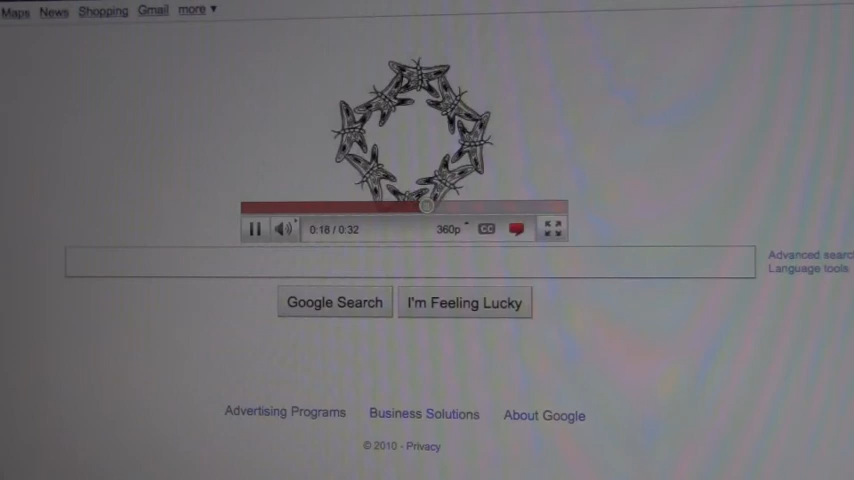 Maps News Shopping Gmail more ▼
0:18 / 0:32 360p CC
Advanced searc
Language tools
Google Search I'm Feeling Lucky
Advertising Programs Business Solutions About Google
© 2010 - Privacy